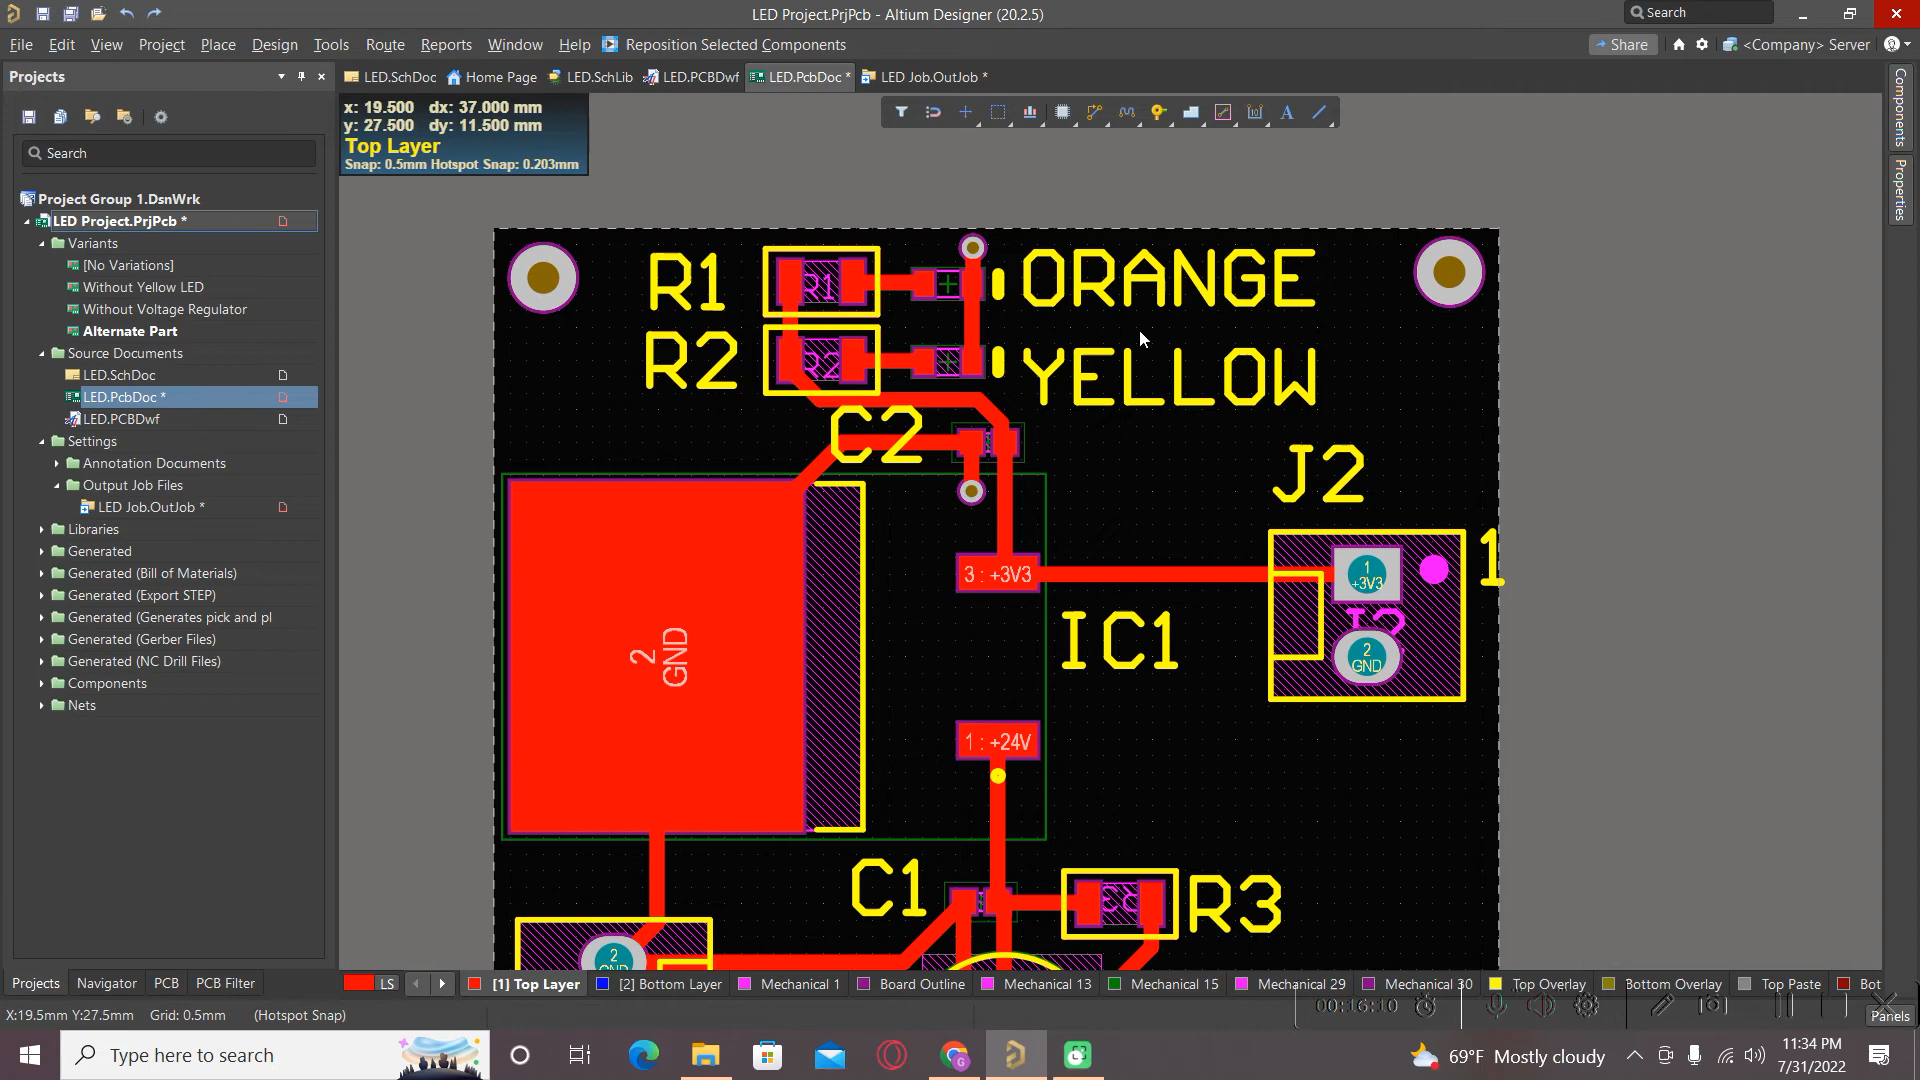 LED Project.PrjPcb - Altium Designer (20.2.5)
Search
File Edit View Project Place Design Tools Route Reports Window Help Reposition Selected Components
Share
<Company> Server
Projects
LED.SchDoc Home Page LED.SchLib LED.PCBDwf LED.PcbDoc * LED Job.OutJob *
x: 19.500 dx: 37.000 mm
y: 27.500 dy: 11.500 mm
Top Layer
Snap: 0.5mm Hotspot Snap: 0.203mm
Search
Project Group 1.DsnWrk
LED Project.PrjPcb *
Variants
[No Variations]
Without Yellow LED
Without Voltage Regulator
Alternate Part
Source Documents
LED.SchDoc
LED.PcbDoc *
LED.PCBDwf
Settings
Annotation Documents
Output Job Files
LED Job.OutJob *
Libraries
Generated
Generated (Bill of Materials)
Generated (Export STEP)
Generated (Generates pick and pl
Generated (Gerber Files)
Generated (NC Drill Files)
Components
Nets
Components
Properties
R1 R1 ORANGE
R2 R2 YELLOW
C2
J2
3 : +3V3
1
+3V3
1
J2
2
GND
IC1
2
GND
1 : +24V
C1
R3
R3
2
GND
Projects Navigator PCB PCB Filter
LS [1] Top Layer [2] Bottom Layer Mechanical 1 Board Outline Mechanical 13 Mechanical 15 Mechanical 29 Mechanical 30 Top Overlay Bottom Overlay Top Paste Bot
X:19.5mm Y:27.5mm Grid: 0.5mm (Hotspot Snap)
00:16:10
Panels
Type here to search
69°F Mostly cloudy
11:34 PM
7/31/2022